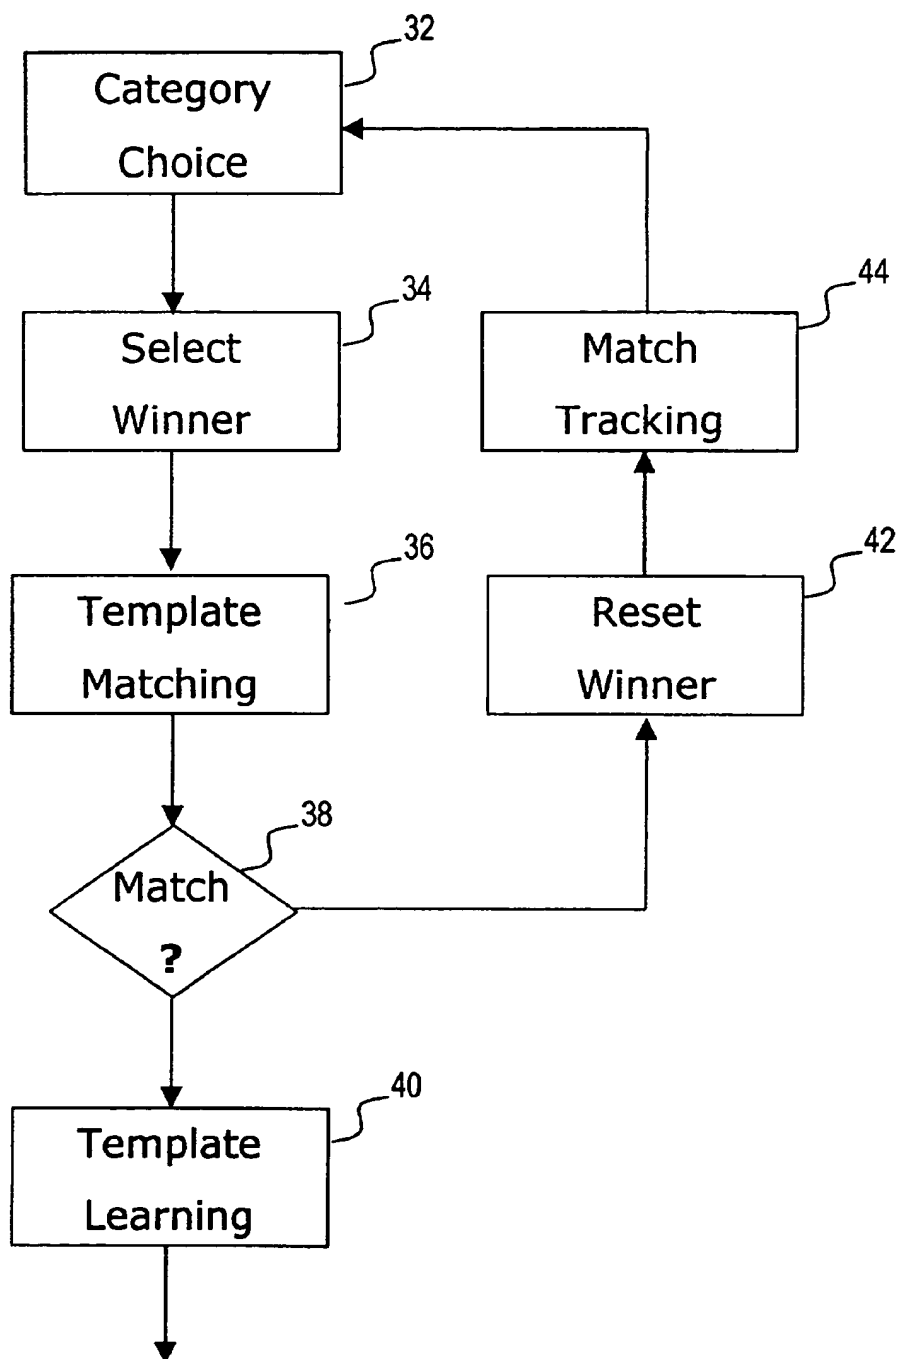 32
Category
Choice
34
Select
Winner
44
Match
Tracking
36
Template
Matching
42
Reset
Winner
38
Match
?
40
Template
Learning